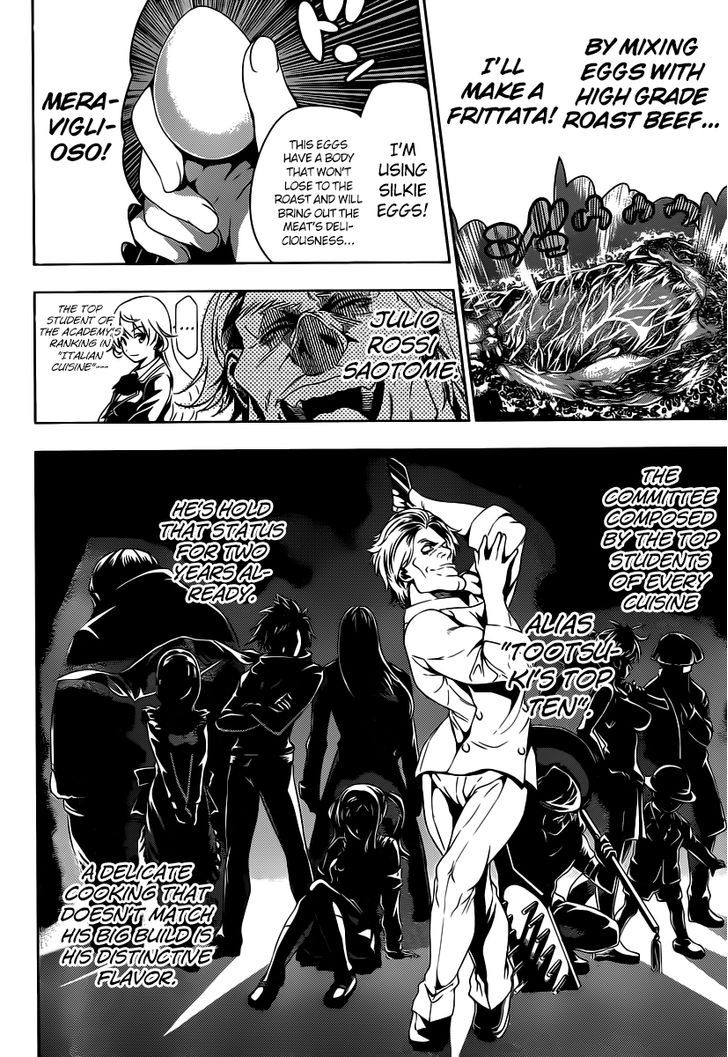 BY MIXING
EGGS WITH
HIGH GRADE
ROAST BEEF...
I'LL
MAKE A
FRITTATA!
I'M
USING
SILKIE
EGGS!
THIS EGGS
HAVE A BODY
THAT WON'T
LOSE TO THE
ROAST AND WILL
BRING OUT THE
MEAT'S DELI-
CIOUSNESS...
MERA-
VIGLI-
OSO!
JULIO
ROSSI
SAOTOME.
....
THE TOP
STUDENT OF
THE ACADEMY'S
RANKING IN
"ITALIAN
CUISINE"---
THE
COMMITTEE
COMPOSED
BY THE TOP
STUDENTS
OF EVERY
CUISINE
ALIAS
"TOOTSU-
KI'S TOP
TEN".
HE'S HOLD
THAT STATUS
FOR TWO
YEARS AL-
READY.
A DELICATE
COOKING THAT
DOESN'T MATCH
HIS BIG BUILD IS
HIS DISTINCTIVE
FLAVOR.